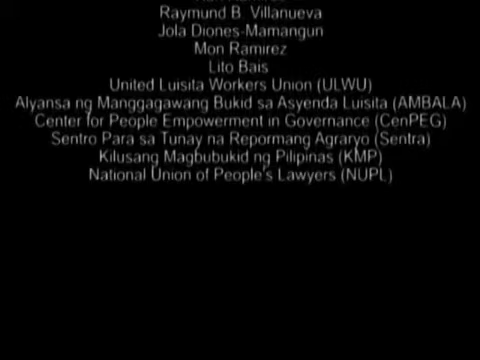 Raymund B. Villanueva
Jola Diones-Mamangun
Mon Ramirez
Lito Bais
United Luisita Workers Union (ULWU)
Alyansa ng Manggagawang Bukid sa Asyenda Luisita (AMBALA)
Center for People Empowerment in Governance (CenPEG)
Sentro Para sa Tunay na Repormang Agraryo (Sentra)
Kilusang Magbubukid ng Pilipinas (KMP)
National Union of People's Lawyers (NUPL)